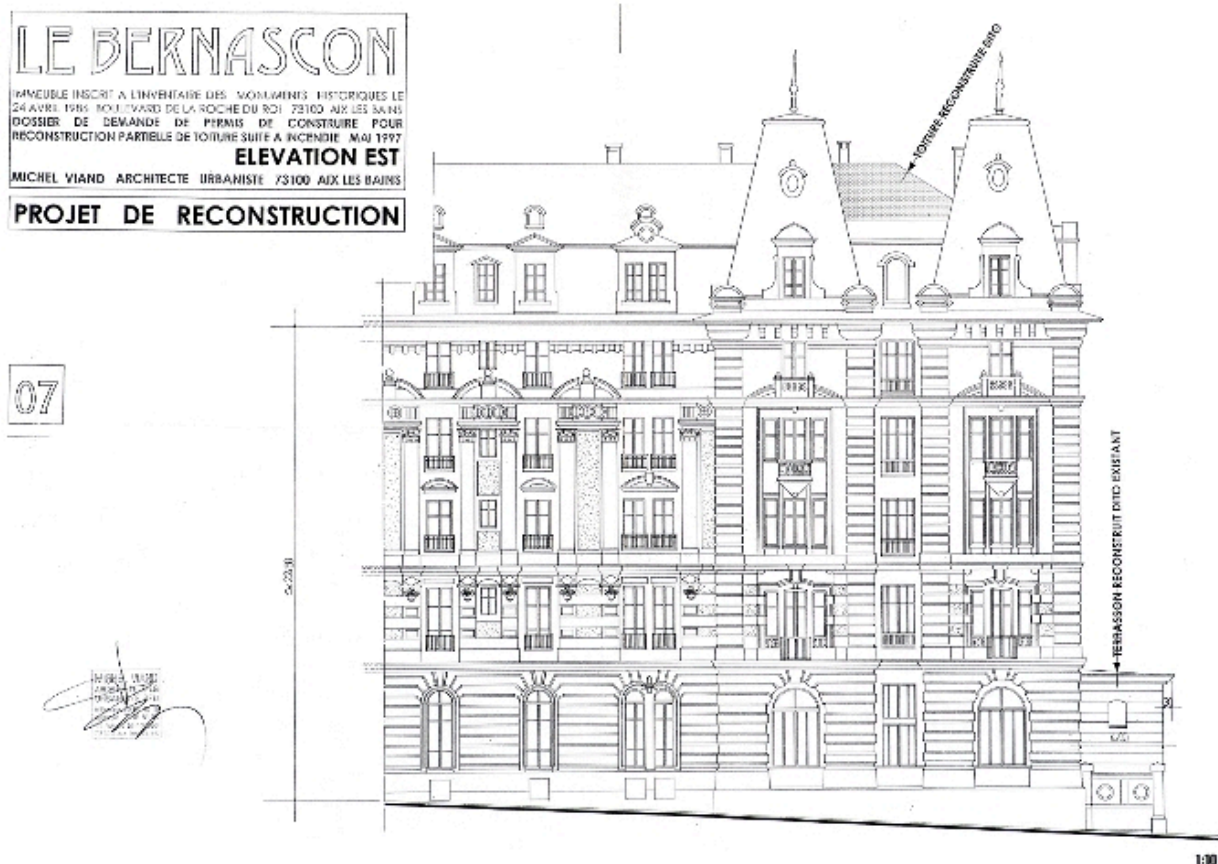 LE BERNASCON
IMMEUBLE INSCRIT A L'INVENTAIRE DES MONUMENTS HISTORIQUES LE
24 AVRIL 1986 BOULEVARD DE LA ROCHE DU ROI 73100 AIX LES BAINS
DOSSIER DE DEMANDE DE PERMIS DE CONSTRUIRE POUR
RECONSTRUCTION PARTIELLE DE TOITURE SUITE A INCENDIE MAI 1997
ELEVATION EST
MICHEL VIAND ARCHITECTE URBANISTE 73100 AIX LES BAINS
PROJET DE RECONSTRUCTION
TOITURE RECONSTRUITE DITO
07
TERRASSON RECONSTRUIT DITO EXISTANT